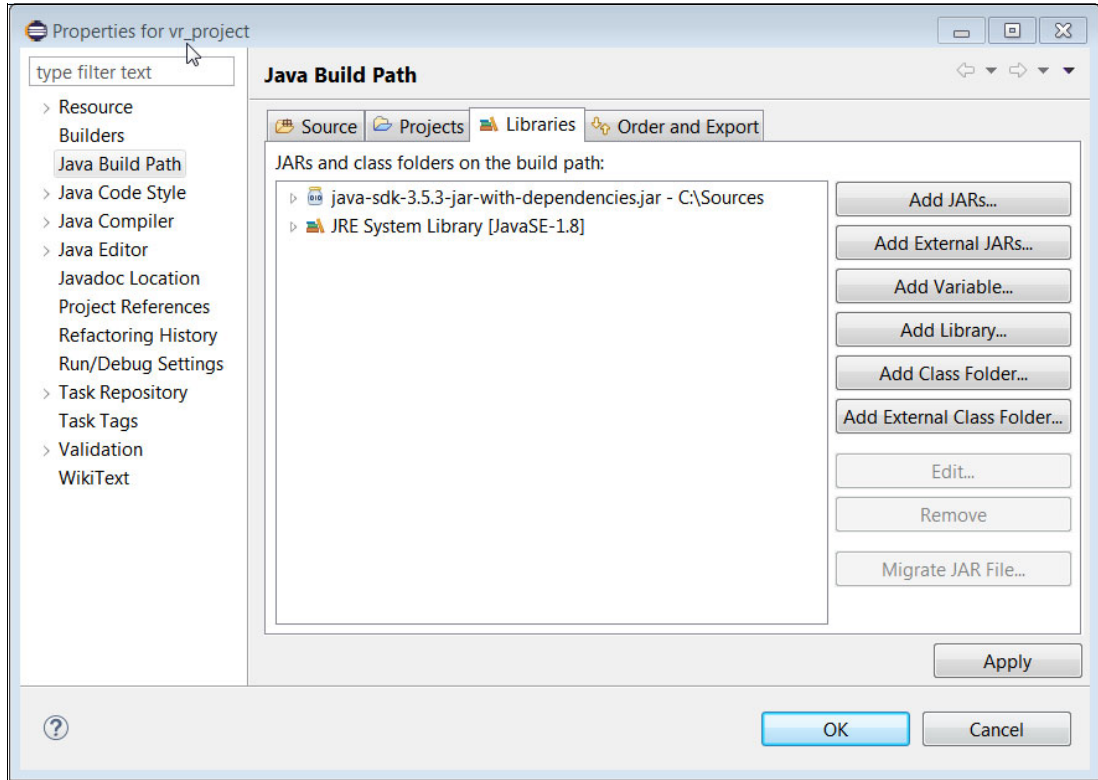 Properties for vr_project
type filter text
Resource
Builders
Java Build Path
Java Code Style
Java Compiler
Java Editor
Javadoc Location
Project References
Refactoring History
Run/Debug Settings
Task Repository
Task Tags
Validation
WikiText
Java Build Path
Source Projects Libraries Order and Export
JARs and class folders on the build path:
java-sdk-3.5.3-jar-with-dependencies.jar - C:\Sources
JRE System Library [JavaSE-1.8]
Add JARs...
Add External JARs...
Add Variable...
Add Library...
Add Class Folder...
Add External Class Folder...
Edit...
Remove
Migrate JAR File...
Apply
?
OK Cancel